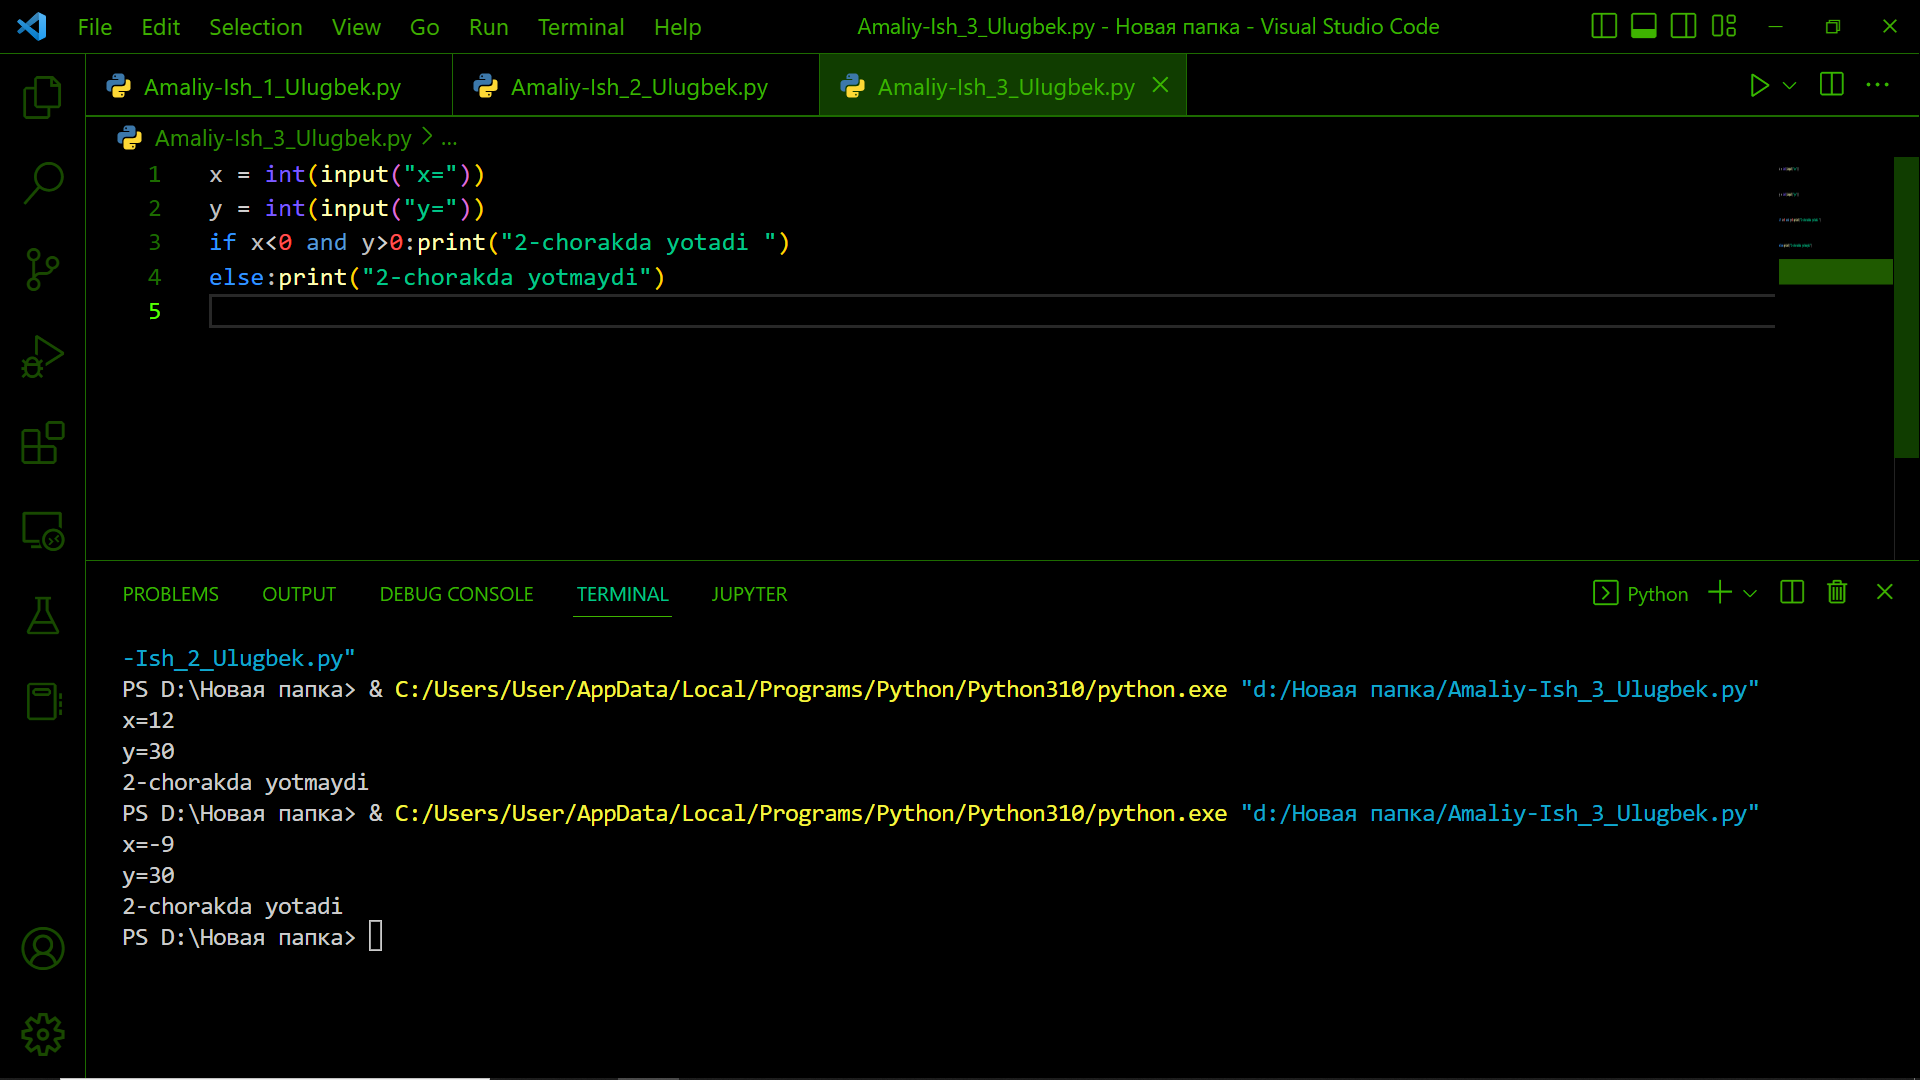 File Edit Selection View Go Run Terminal Help Amaliy-Ish_3_Ulugbek.py - Новая папка - Visual Studio Code
Amaliy-Ish_1_Ulugbek.py Amaliy-Ish_2_Ulugbek.py Amaliy-Ish_3_Ulugbek.py
Amaliy-Ish_3_Ulugbek.py > ...
1 x = int(input("x="))
2 y = int(input("y="))
3 if x<0 and y>0:print("2-chorakda yotadi ")
4 else:print("2-chorakda yotmaydi")
5
PROBLEMS OUTPUT DEBUG CONSOLE TERMINAL JUPYTER Python
-Ish_2_Ulugbek.py"
PS D:\Новая папка> & C:/Users/User/AppData/Local/Programs/Python/Python310/python.exe "d:/Новая папка/Amaliy-Ish_3_Ulugbek.py"
x=12
y=30
2-chorakda yotmaydi
PS D:\Новая папка> & C:/Users/User/AppData/Local/Programs/Python/Python310/python.exe "d:/Новая папка/Amaliy-Ish_3_Ulugbek.py"
x=-9
y=30
2-chorakda yotadi
PS D:\Новая папка>